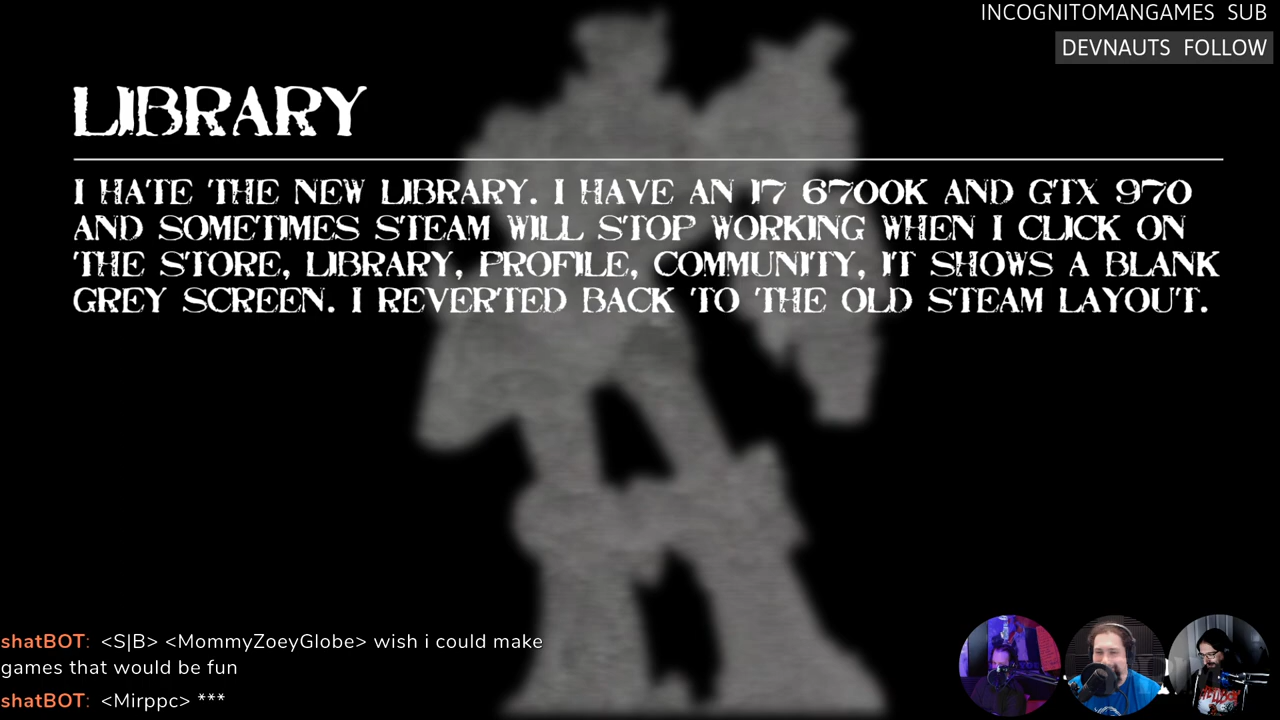 INCOGNITOMANGAMES SUB
DEVNAUTS FOLLOW
LIBRARY
I HATE THE NEW LIBRARY. I HAVE AN I7 6700K AND GTX 970
AND SOMETIMES STEAM WILL STOP WORKING WHEN I CLICK ON
THE STORE, LIBRARY, PROFILE, COMMUNITY, IT SHOWS A BLANK
GREY SCREEN. I REVERTED BACK TO THE OLD STEAM LAYOUT.
shatBOT: <S|B> <MommyZoeyGlobe> wish i could make
games that would be fun
shatBOT: <Mirppc> ***